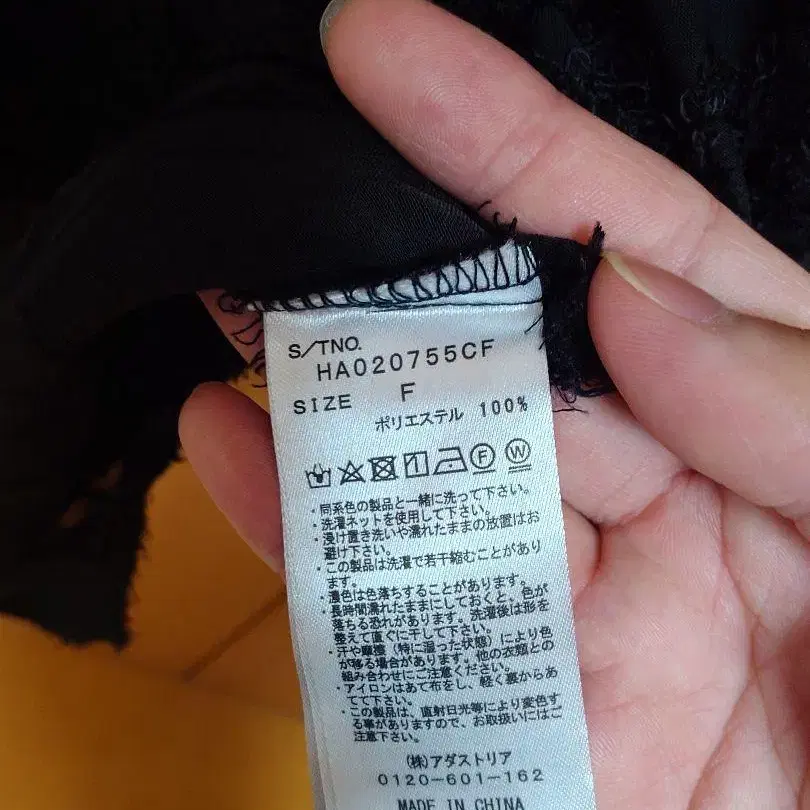 S/TNO.
HA020755CF
SIZE F
ポリエステル 100%
F W
・同系色の製品と一緒に洗って下さい。
・洗濯ネットを使用して下さい。
・浸け置き洗いや濡れたままの放置はお
避け下さい。
・この製品は洗濯で若干縮むことがあり
ます。
・濃色は色落ちすることがあります。
・長時間濡れたままにしておくと、色が
落ちる恐れがあります。洗濯後は形を
整えて直ぐに干して下さい。
・汗や摩擦（特に湿った状態）により色
が移る場合があります。他の衣類との
組み合わせにご注意ください。
・アイロンはあて布をし、軽く裏からあ
てて下さい。
・この製品は、直射日光等により変色す
る事がありますので、お取扱いにはご
注意下さい。
(株)アダストリア
0120-601-162
MADE IN CHINA